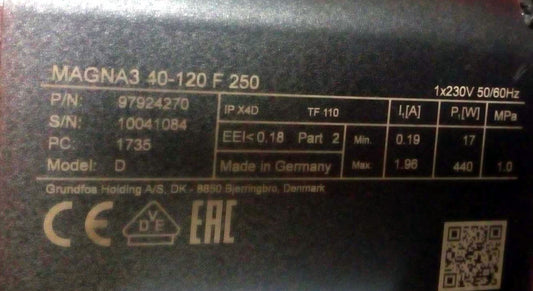 MAGNA3 40-120 F 250
1x230V 50/60Hz
P/N: 97924270
IP X4D TF 110 I₁[A] P₁[W] MPa
S/N: 10041084
EEI<0.18 Part 2 Min. 0.19 17
PC: 1735
Model: D
Made in Germany Max. 1.96 440 1.0
Grundfos Holding A/S, DK - 8850 Bjerringbro, Denmark
CE VDE EAC